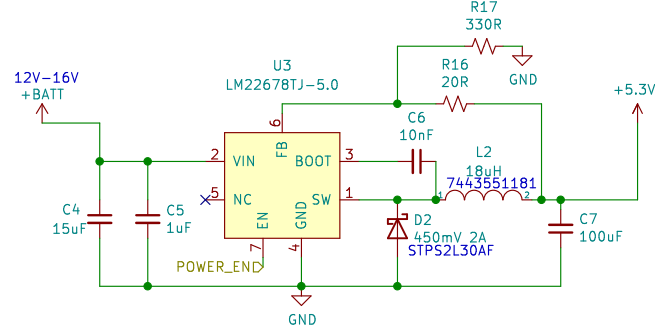 R17
330R
GND
12V-16V
+BATT
U3
LM22678TJ-5.0
R16
20R
+5.3V
6
FB
C6
10nF
2
VIN
BOOT
3
L2
18uH
7443551181
5
NC
SW
1
1
2
C4
15uF
C5
1uF
EN
GND
7
4
D2
450mV 2A
STPS2L30AF
C7
100uF
POWER_EN
GND